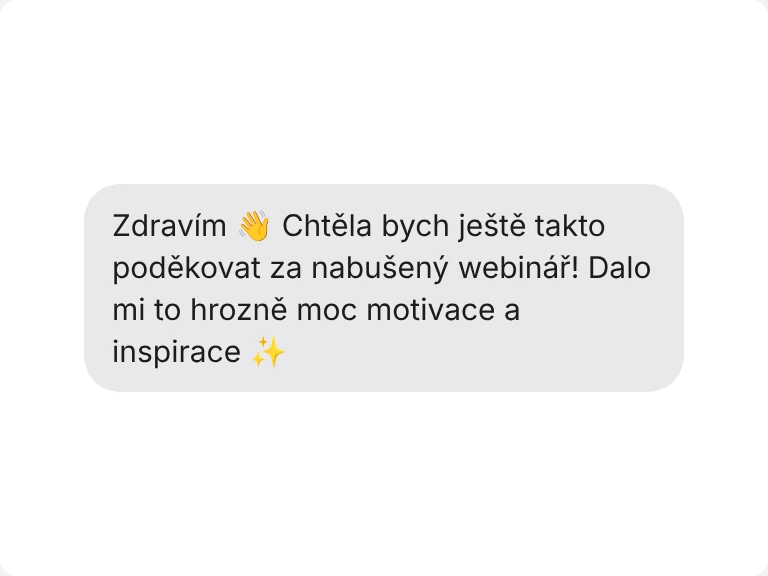 Zdravím 👋 Chtěla bych ještě takto
poděkovat za nabušený webinář! Dalo
mi to hrozně moc motivace a
inspirace ✨